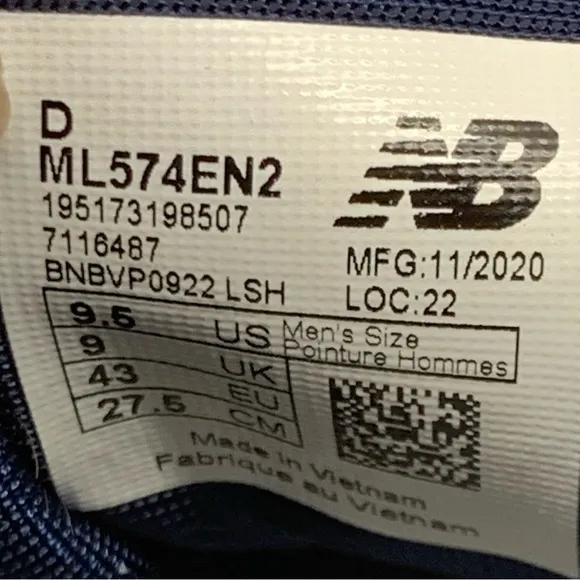 D
ML574EN2
195173198507
7116487
BNBVP0922 LSH
NB
MFG:11/2020
LOC:22
9.5 US Men's Size
Pointure Hommes
9 UK
43 EU
27.5 CM
Made in Vietnam
Fabrique au Vietnam